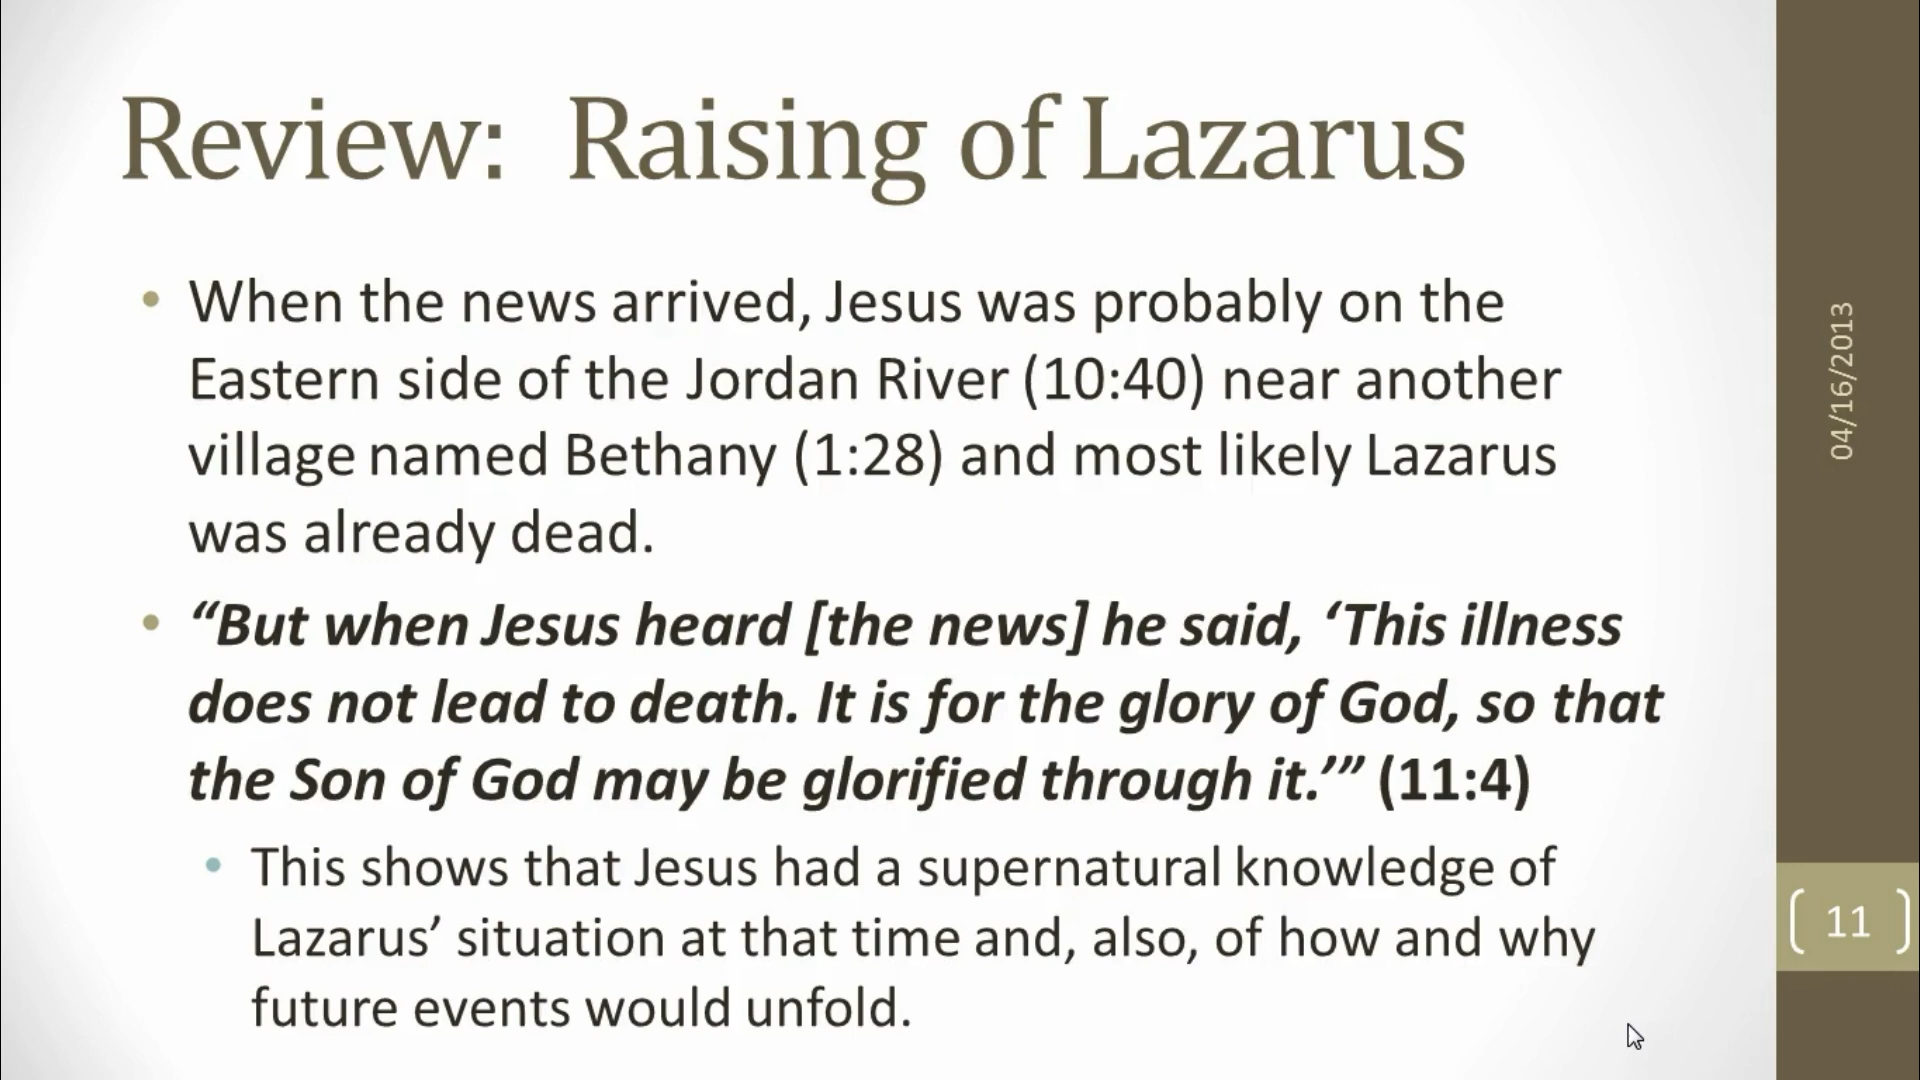 Review:  Raising of Lazarus
• When the news arrived, Jesus was probably on the
Eastern side of the Jordan River (10:40) near another
village named Bethany (1:28) and most likely Lazarus
was already dead.
• “But when Jesus heard [the news] he said, ‘This illness
does not lead to death. It is for the glory of God, so that
the Son of God may be glorified through it.’” (11:4)
• This shows that Jesus had a supernatural knowledge of
Lazarus’ situation at that time and, also, of how and why
future events would unfold.
04/16/2013
11